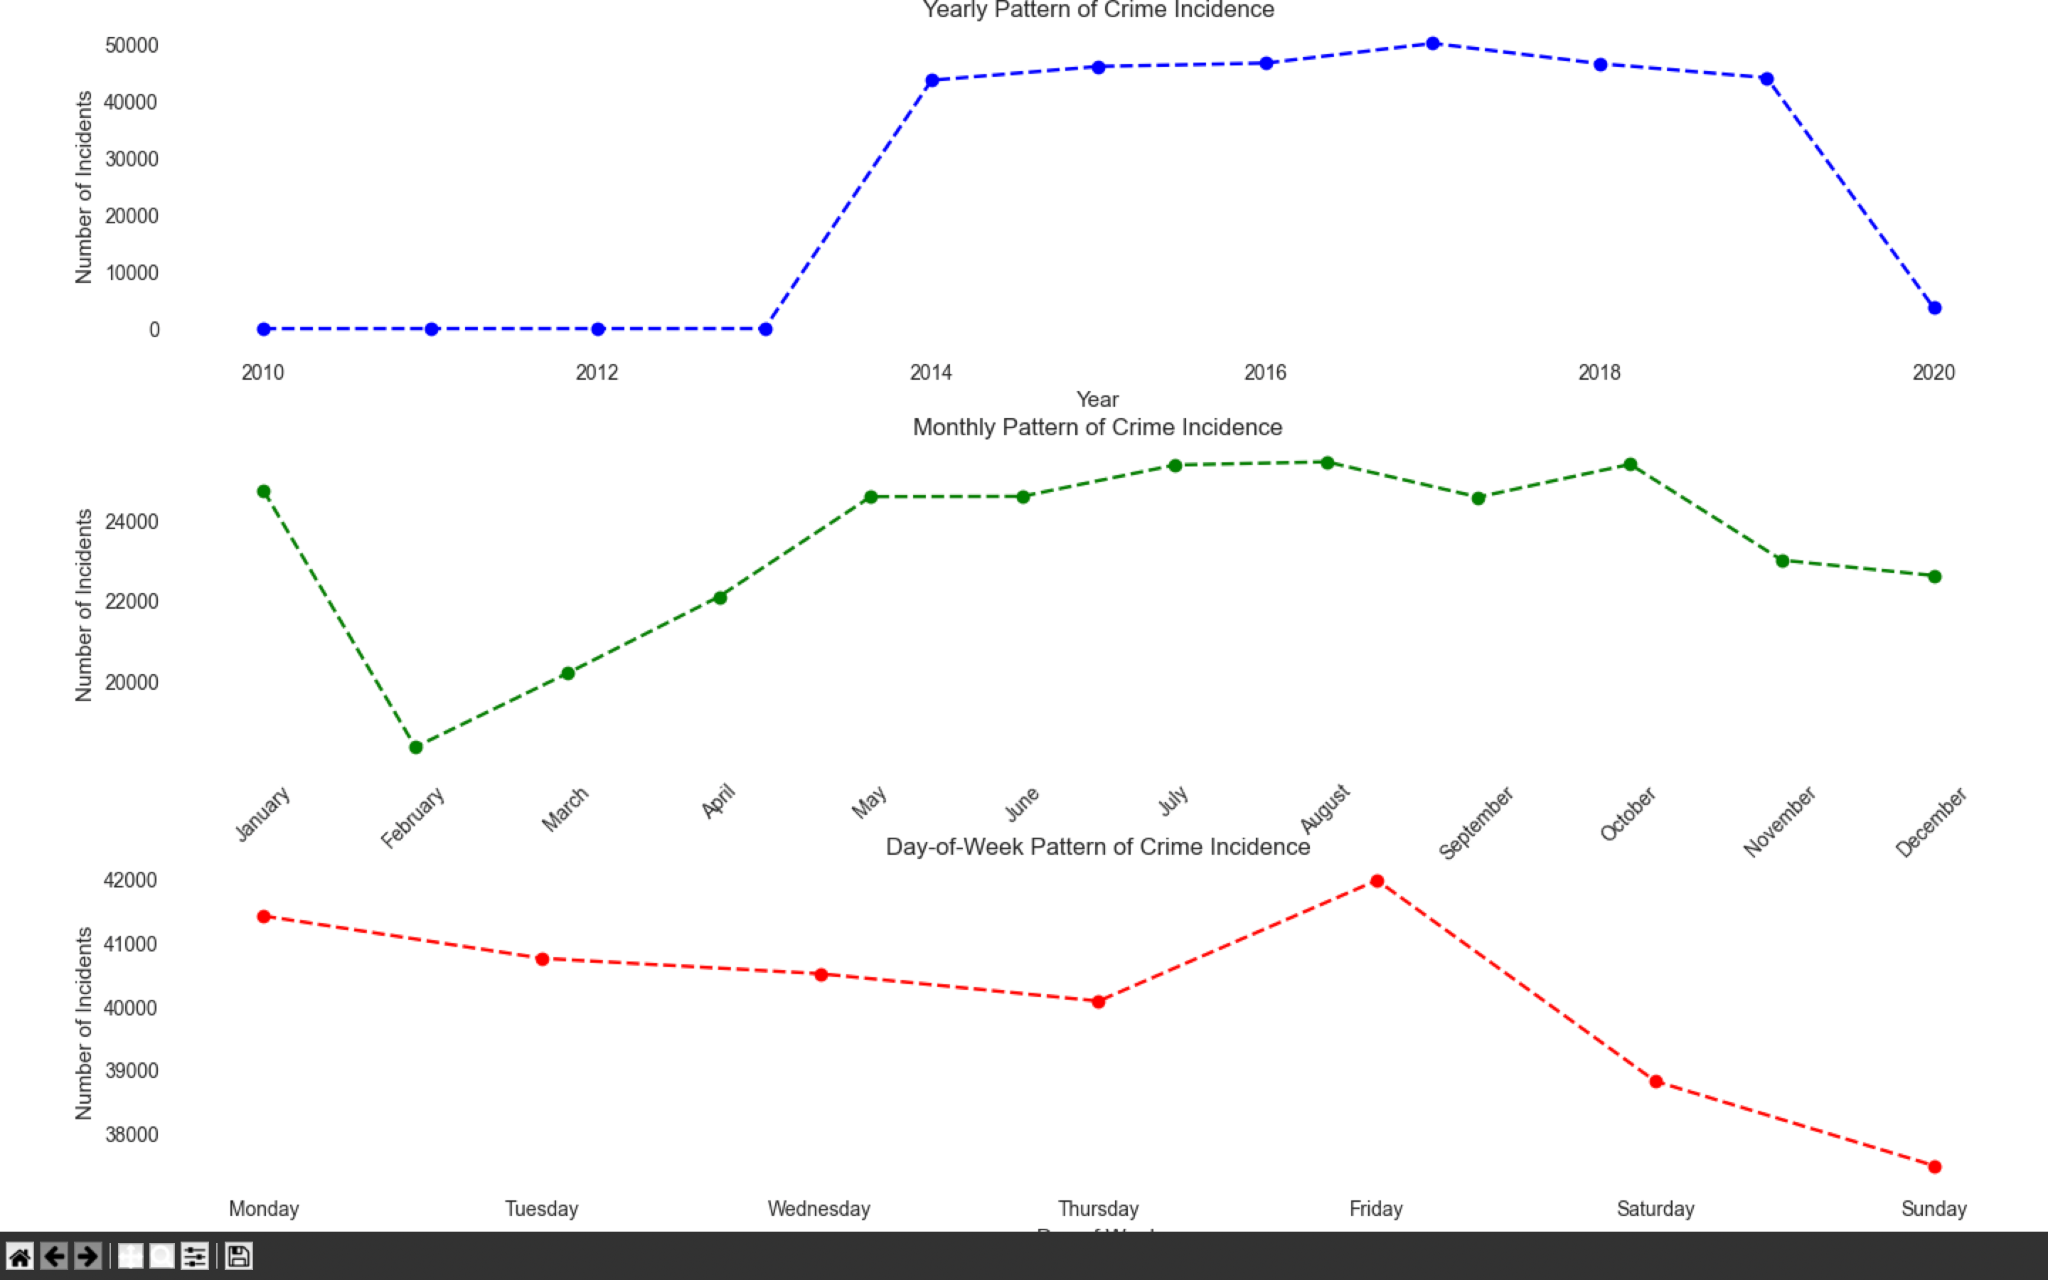 Yearly Pattern of Crime Incidence
Number of Incidents
50000
40000
30000
20000
10000
0
2010 2012 2014 2016 2018 2020
Year
Monthly Pattern of Crime Incidence
Number of Incidents
24000
22000
20000
January February March April May June July August September October November December
Day-of-Week Pattern of Crime Incidence
Number of Incidents
42000
41000
40000
39000
38000
Monday Tuesday Wednesday Thursday Friday Saturday Sunday